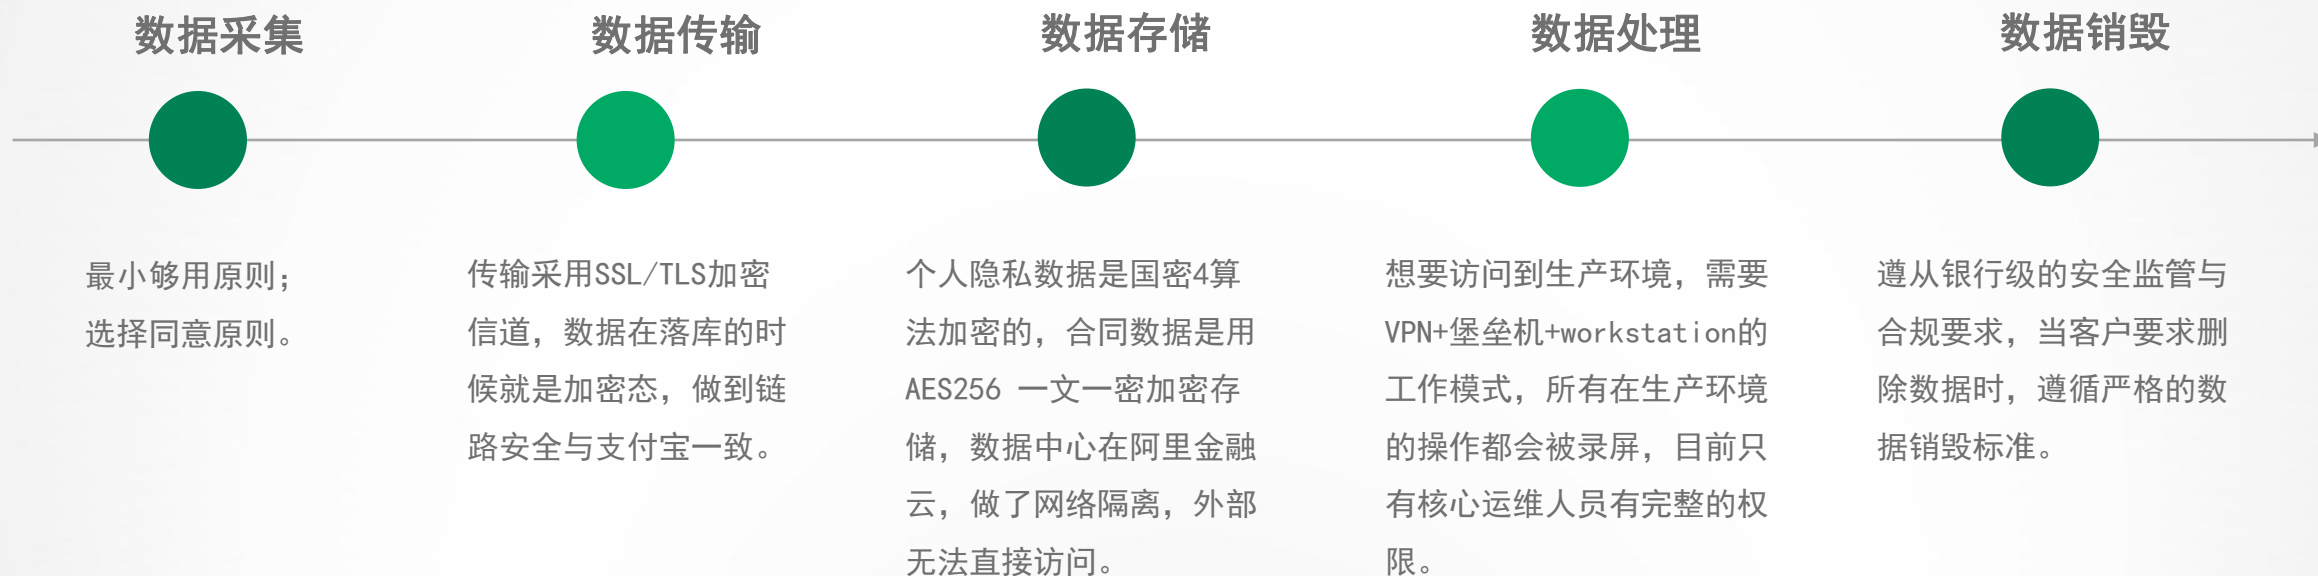 数据采集
最小够用原则；
选择同意原则。
数据传输
传输采用SSL/TLS加密
信道，数据在落库的时
候就是加密态，做到链
路安全与支付宝一致。
数据存储
个人隐私数据是国密4算
法加密的，合同数据是用
AES256 一文一密加密存
储，数据中心在阿里金融
云，做了网络隔离，外部
无法直接访问。
数据处理
想要访问到生产环境，需要
VPN+堡垒机+workstation的
工作模式，所有在生产环境
的操作都会被录屏，目前只
有核心运维人员有完整的权
限。
数据销毁
遵从银行级的安全监管与
合规要求，当客户要求删
除数据时，遵循严格的数
据销毁标准。